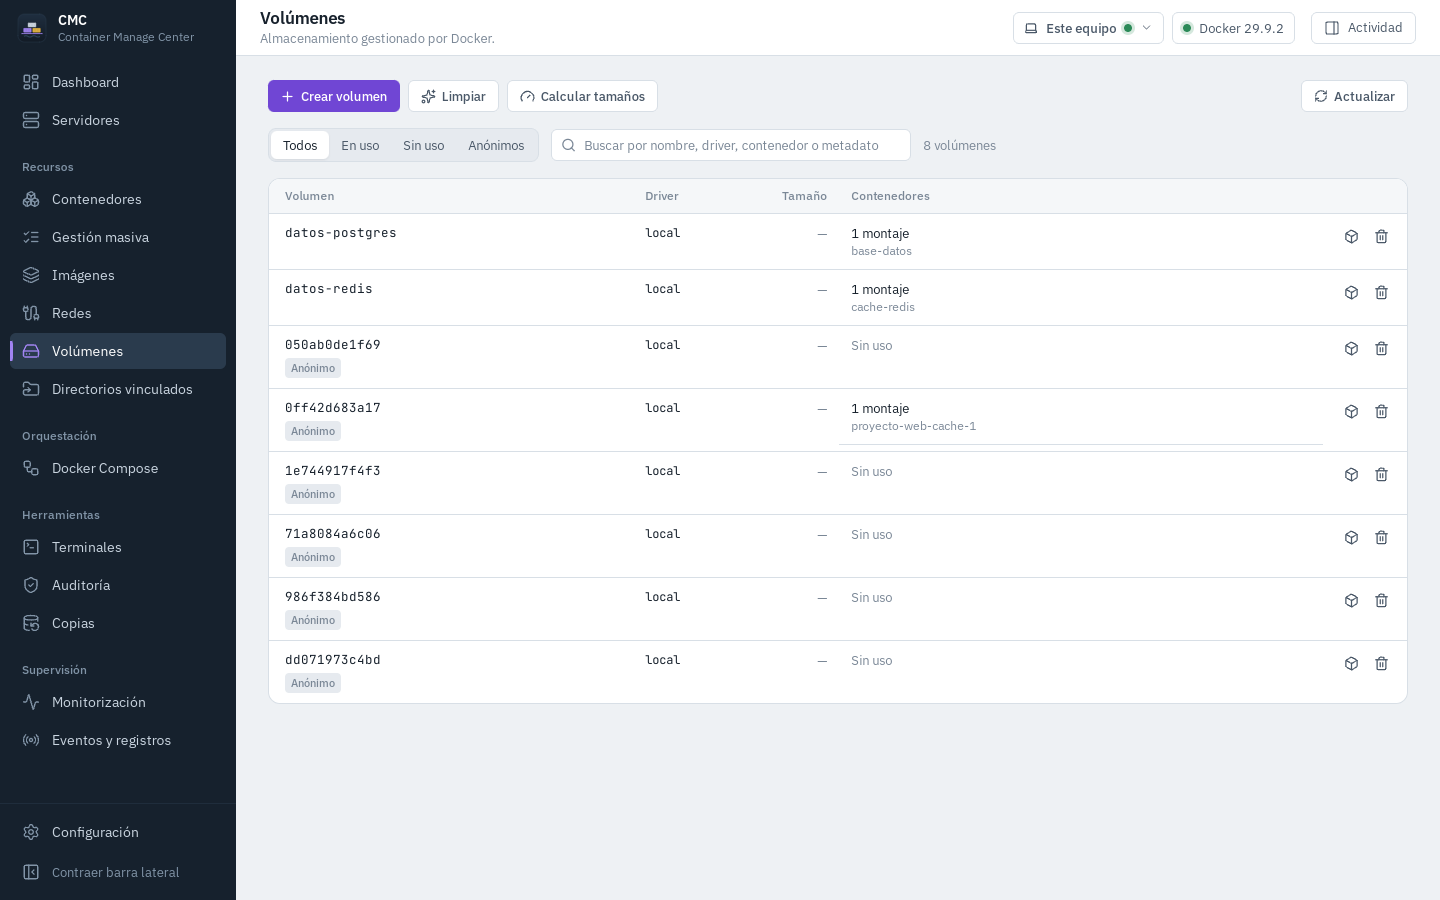 CMC
Container Manage Center
Dashboard
Servidores
Recursos
Contenedores
Gestión masiva
Imágenes
Redes
Volúmenes
Directorios vinculados
Orquestación
Docker Compose
Herramientas
Terminales
Auditoría
Copias
Supervisión
Monitorización
Eventos y registros
Configuración
Contraer barra lateral
Volúmenes
Almacenamiento gestionado por Docker.
Este equipo
Docker 29.9.2
Actividad
Crear volumen
Limpiar
Calcular tamaños
Actualizar
Todos En uso Sin uso Anónimos
Buscar por nombre, driver, contenedor o metadato
8 volúmenes
Volumen Driver Tamaño Contenedores
datos-postgres local — 1 montaje
base-datos
datos-redis local — 1 montaje
cache-redis
050ab0de1f69 local — Sin uso
Anónimo
0ff42d683a17 local — 1 montaje
proyecto-web-cache-1
Anónimo
1e744917f4f3 local — Sin uso
Anónimo
71a8084a6c06 local — Sin uso
Anónimo
986f384bd586 local — Sin uso
Anónimo
dd071973c4bd local — Sin uso
Anónimo